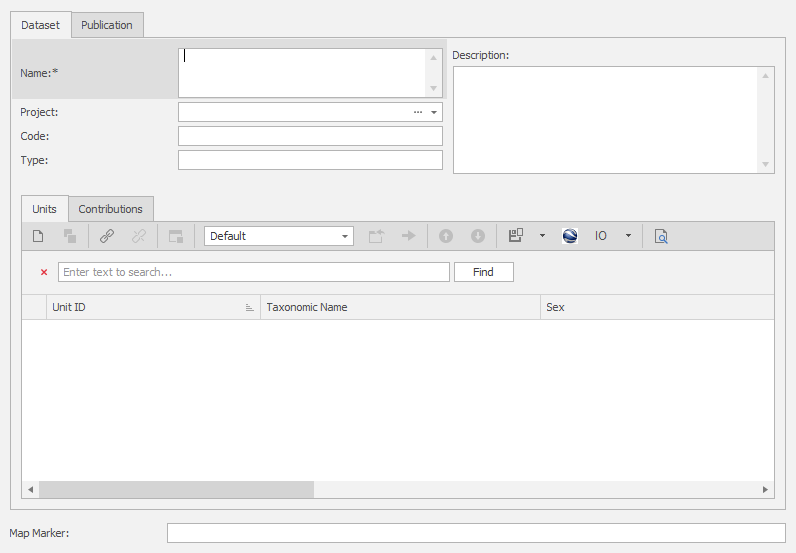 Dataset Publication
Name:*
Description:
Project:
Code:
Type:
Units Contributions
Default IO
Enter text to search... Find
Unit ID Taxonomic Name Sex
Map Marker: